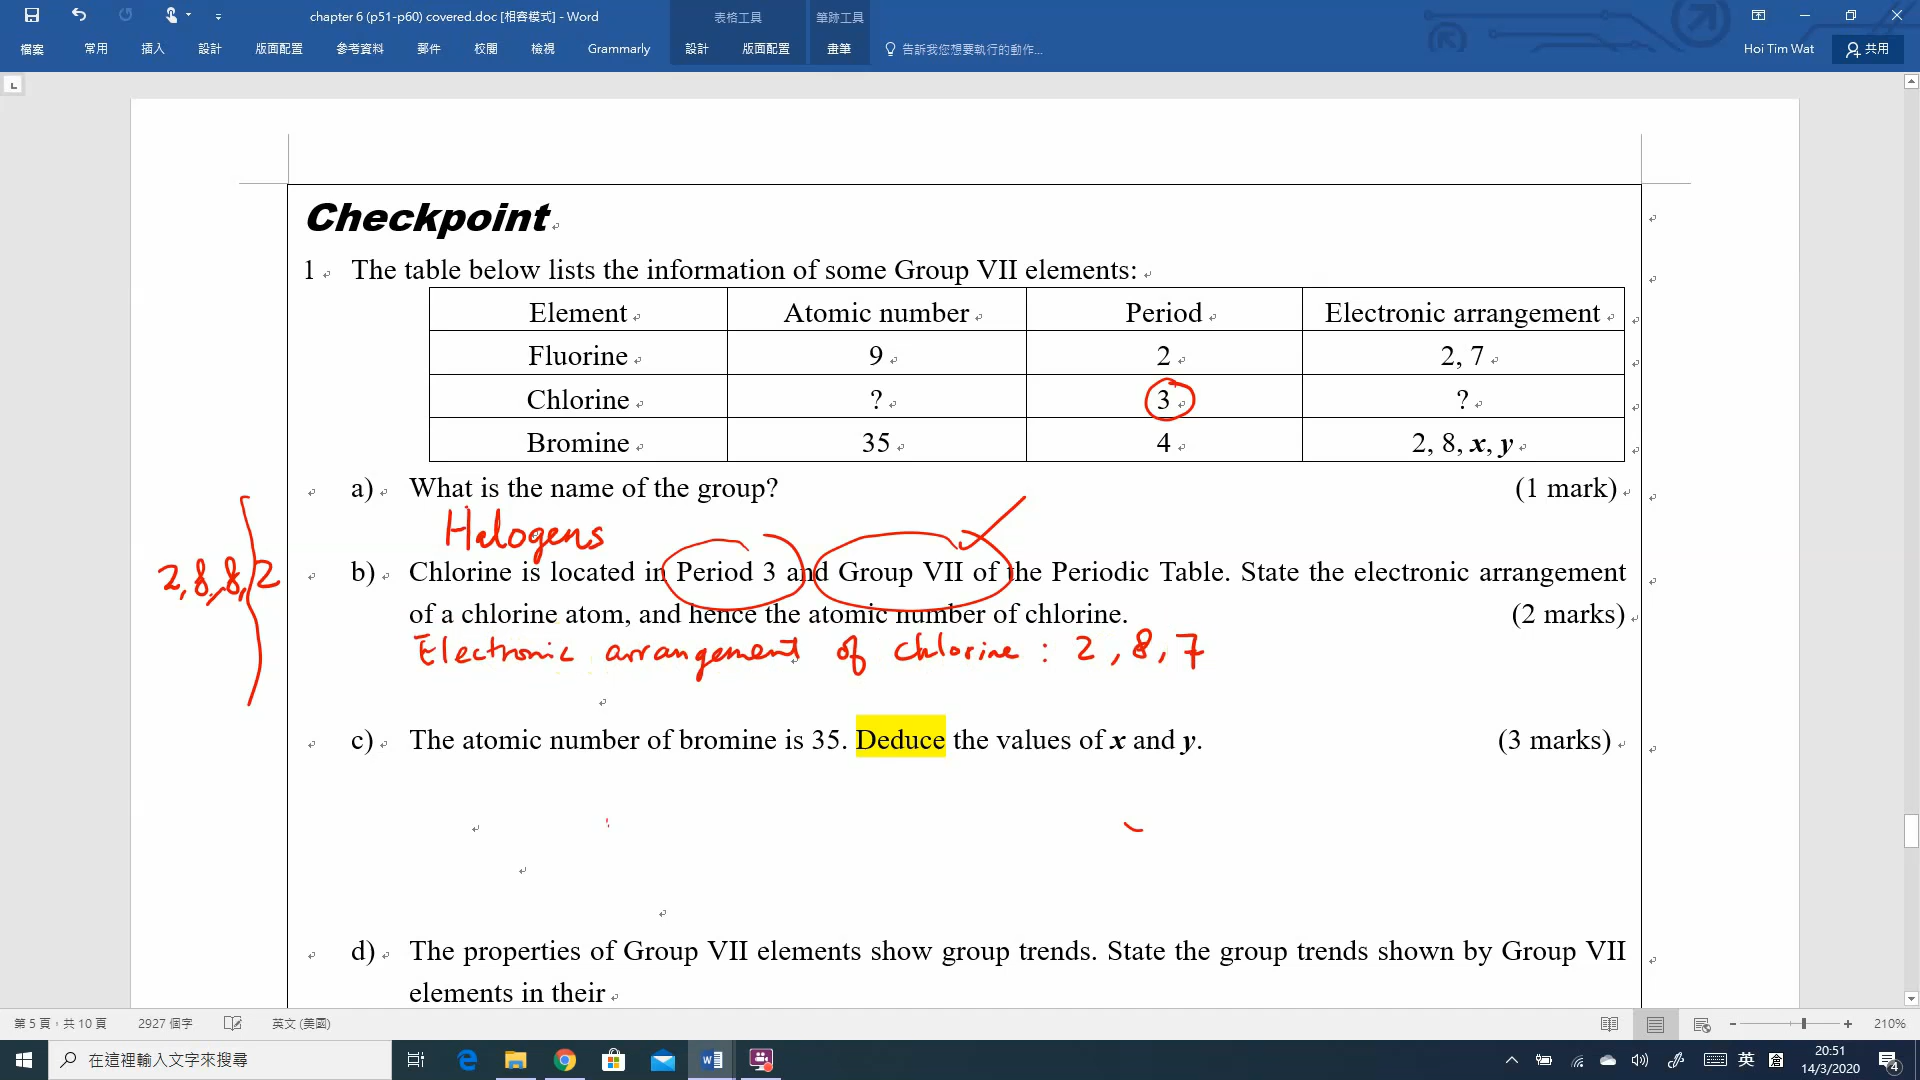 chapter 6 (p51-p60) covered.doc [相容模式] - Word
表格工具
筆跡工具
檔案
常用
插入
設計
版面配置
參考資料
郵件
校閱
檢視
Grammarly
設計
版面配置
畫筆
告訴我您想要執行的動作...
Hoi Tim Wat
共用
Checkpoint
1 The table below lists the information of some Group VII elements:
Element Atomic number Period Electronic arrangement
Fluorine 9 2 2, 7
Chlorine ? 3 ?
Bromine 35 4 2, 8, x, y
a) What is the name of the group? (1 mark)
Halogens
2, 8, 8, 2
b) Chlorine is located in Period 3 and Group VII of the Periodic Table. State the electronic arrangement
of a chlorine atom, and hence the atomic number of chlorine. (2 marks)
Electronic arrangement of chlorine : 2, 8, 7
c) The atomic number of bromine is 35. Deduce the values of x and y. (3 marks)
d) The properties of Group VII elements show group trends. State the group trends shown by Group VII
elements in their
第 5 頁，共 10 頁
2927 個字
英文 (美國)
210%
在這裡輸入文字來搜尋
英
20:51
14/3/2020
4